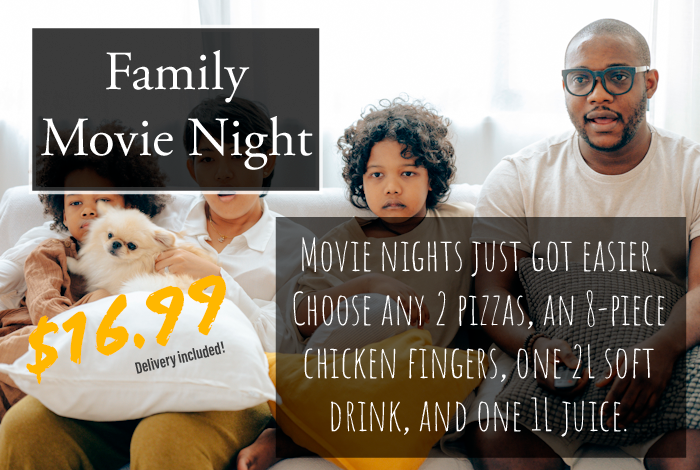 Family
Movie Night
$16.99
Delivery included!
Movie nights just got easier.
Choose any 2 pizzas, an 8-piece
chicken fingers, one 2L soft
drink, and one 1L juice.